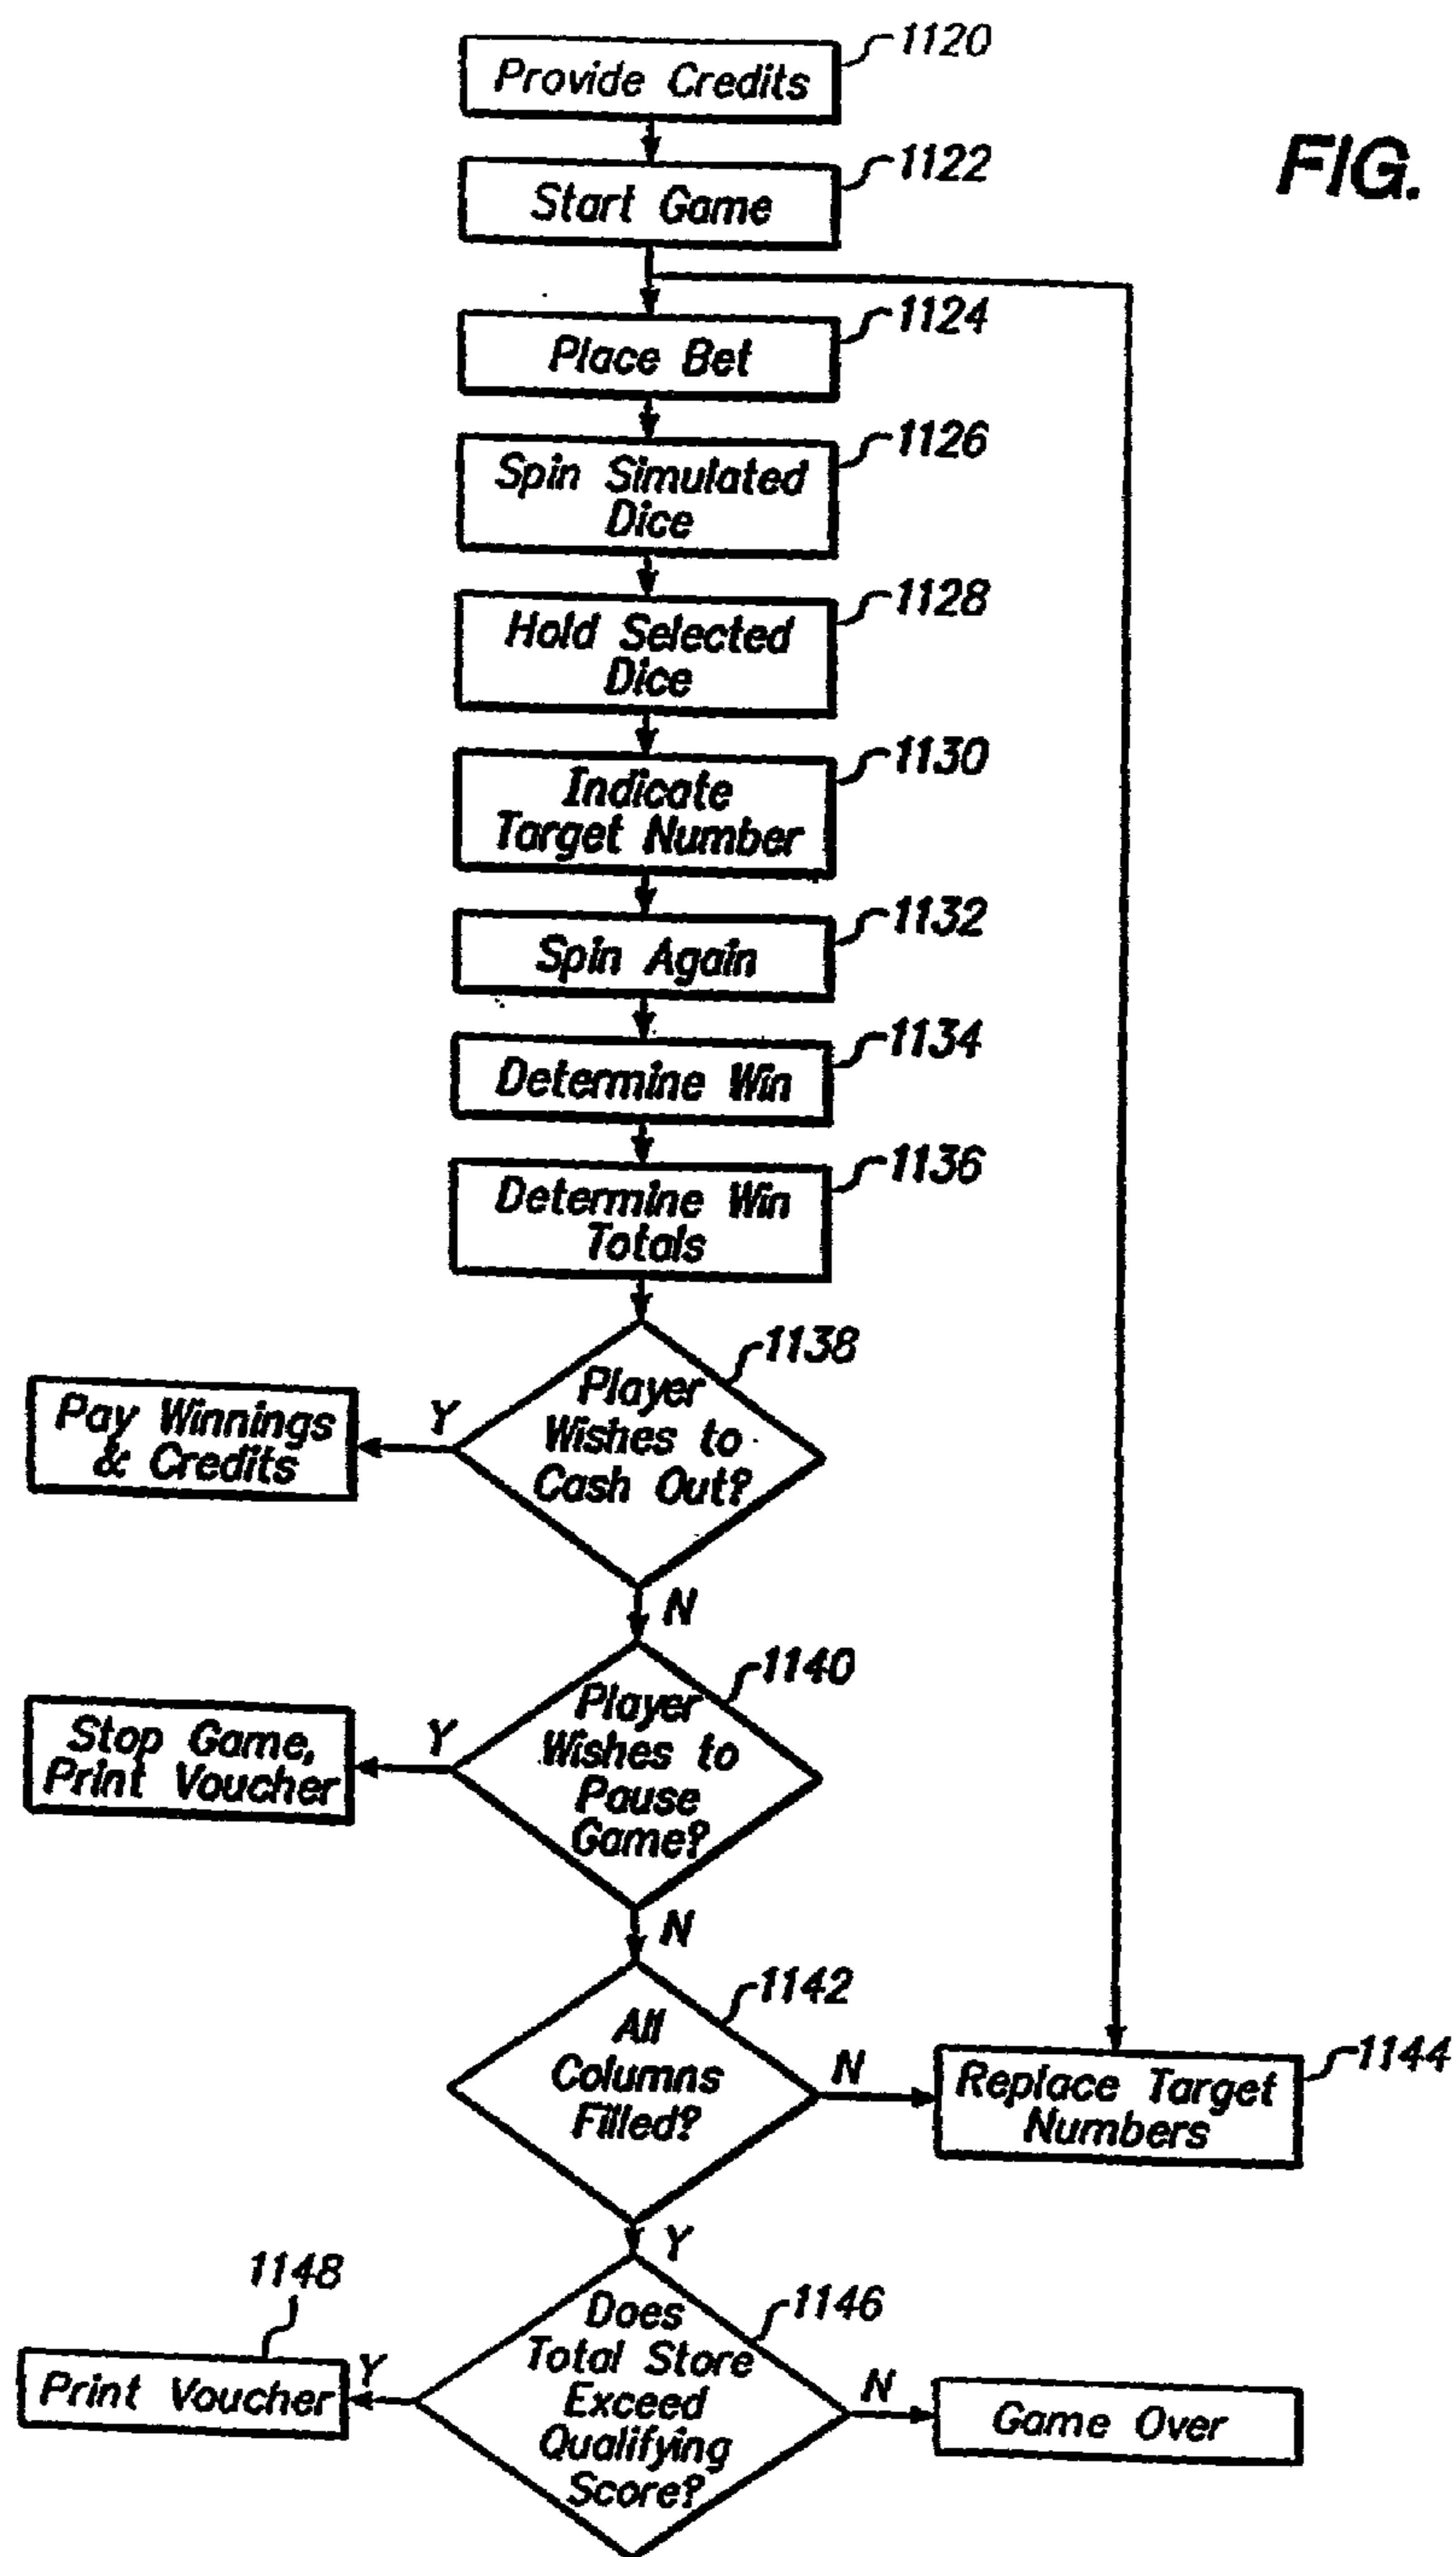 1120
Provide Credits
FIG.
1122
Start Game
1124
Place Bet
1126
Spin Simulated
Dice
1128
Hold Selected
Dice
1130
Indicate
Target Number
1132
Spin Again
1134
Determine Win
1136
Determine Win
Totals
1138
Player
Wishes to
Cash Out?
Y
Pay Winnings
& Credits
N
1140
Player
Wishes to
Pause
Game?
Y
Stop Game,
Print Voucher
N
1142
All
Columns
Filled?
N
1144
Replace Target
Numbers
Y
1148
1146
Does
Total Store
Exceed
Qualifying
Score?
Y
Print Voucher
N
Game Over